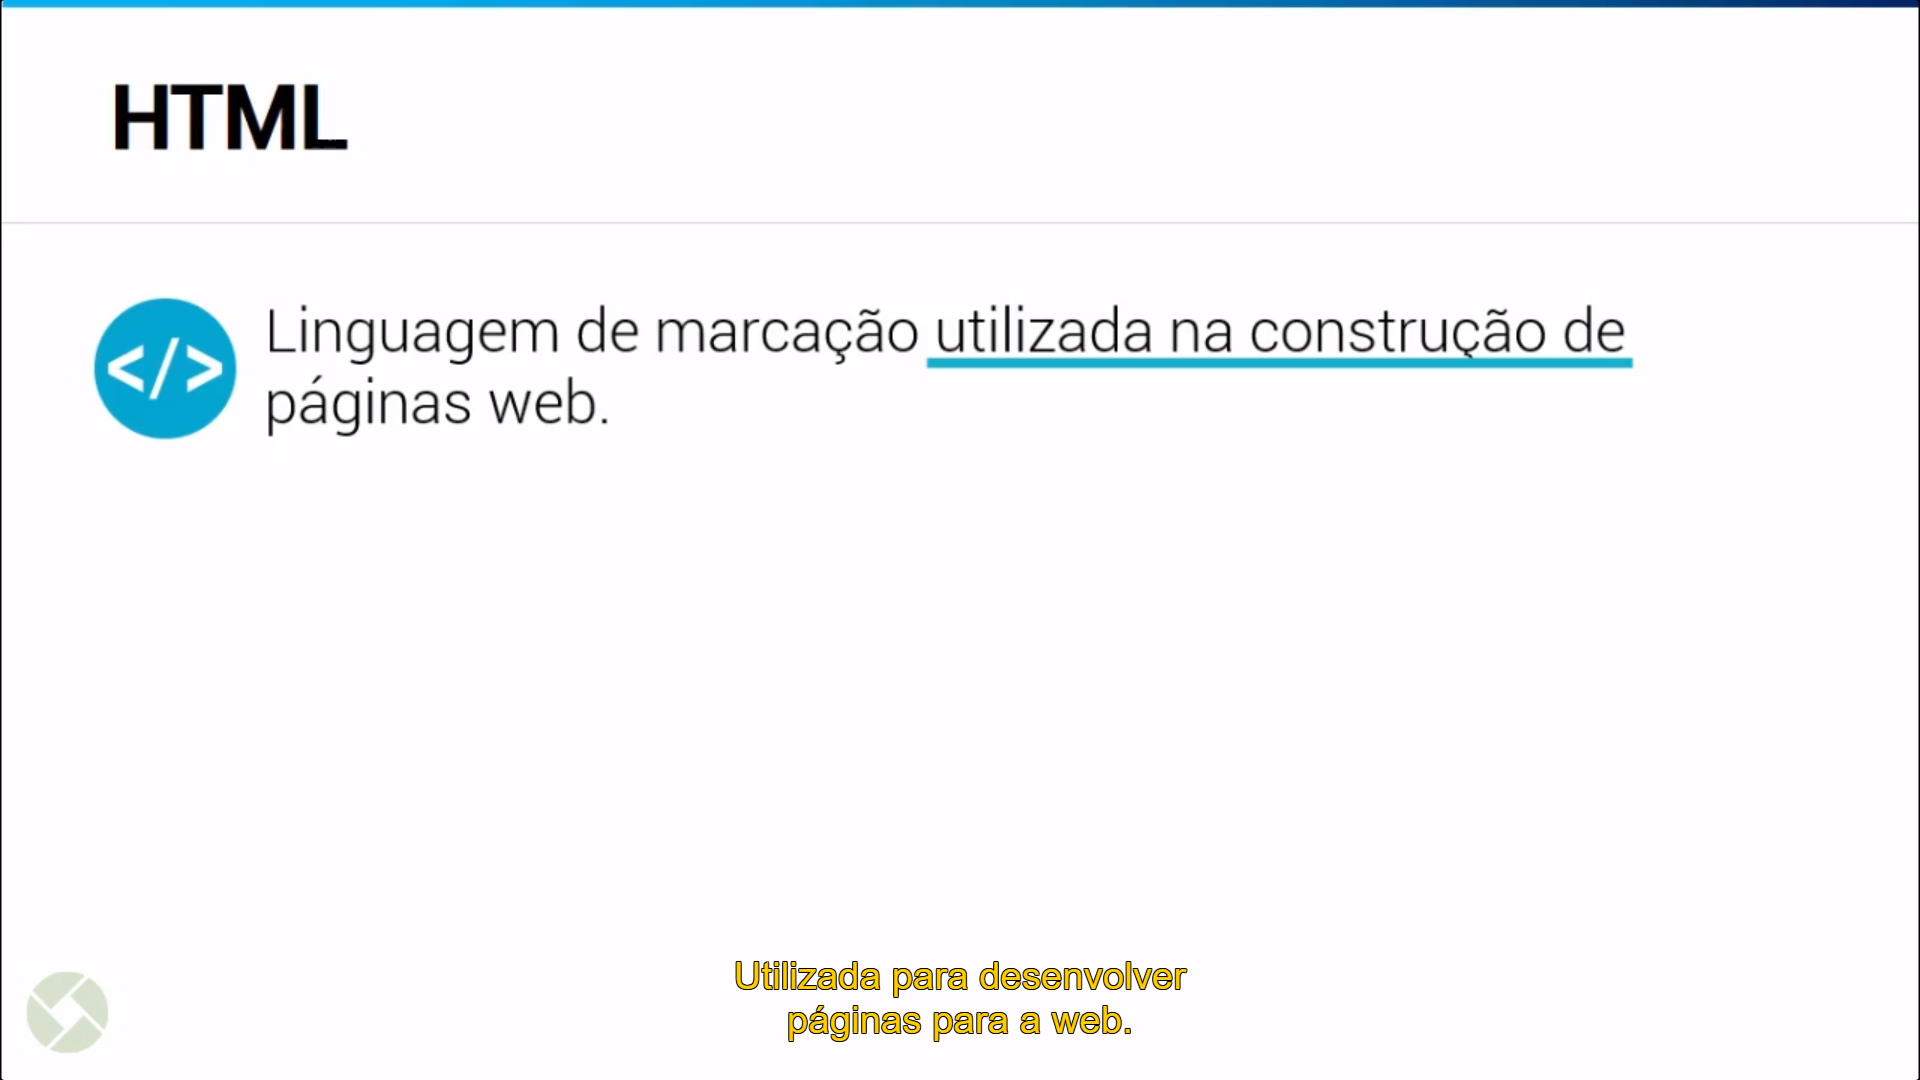 HTML
</>
Linguagem de marcação utilizada na construção de
páginas web.
Utilizada para desenvolver
páginas para a web.